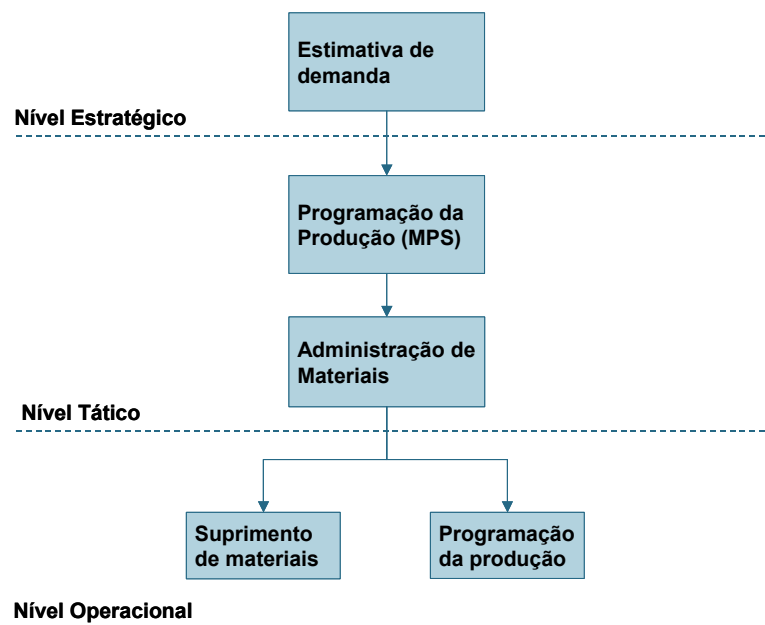 Estimativa de
demanda
Nível Estratégico
Programação da
Produção (MPS)
Administração de
Materiais
Nível Tático
Suprimento
de materiais
Programação
da produção
Nível Operacional